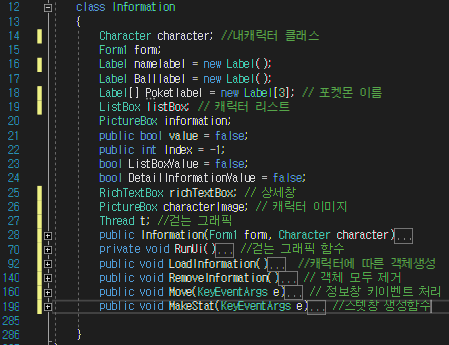 12 class Information
13 {
14 Character character; //내캐릭터 클래스
15 Form1 form;
16 Label namelabel = new Label();
17 Label Balllabel = new Label();
18 Label[] Poketlabel = new Label[3]; // 포켓몬 이름
19 ListBox listBox; // 캐릭터 리스트
20 PictureBox information;
21 public bool value = false;
22 public int Index = -1;
23 bool ListBoxValue = false;
24 bool DetailInformationValue = false;
25 RichTextBox richTextBox; // 상세창
26 PictureBox characterImage; // 캐릭터 이미지
27 Thread t; //걷는 그래픽
28 public Information(Form1 form, Character character)...
70 private void RunUi()... //걷는 그래픽 함수
92 public void LoadInformation()... //캐릭터에 따른 객체생성
146 public void RemoveInformation()... // 객체 모두 제거
160 public void Move(KeyEventArgs e)... // 정보창 키이벤트 처리
198 public void MakeStat(KeyEventArgs e)... //스텟창 생성함수
285
286 }